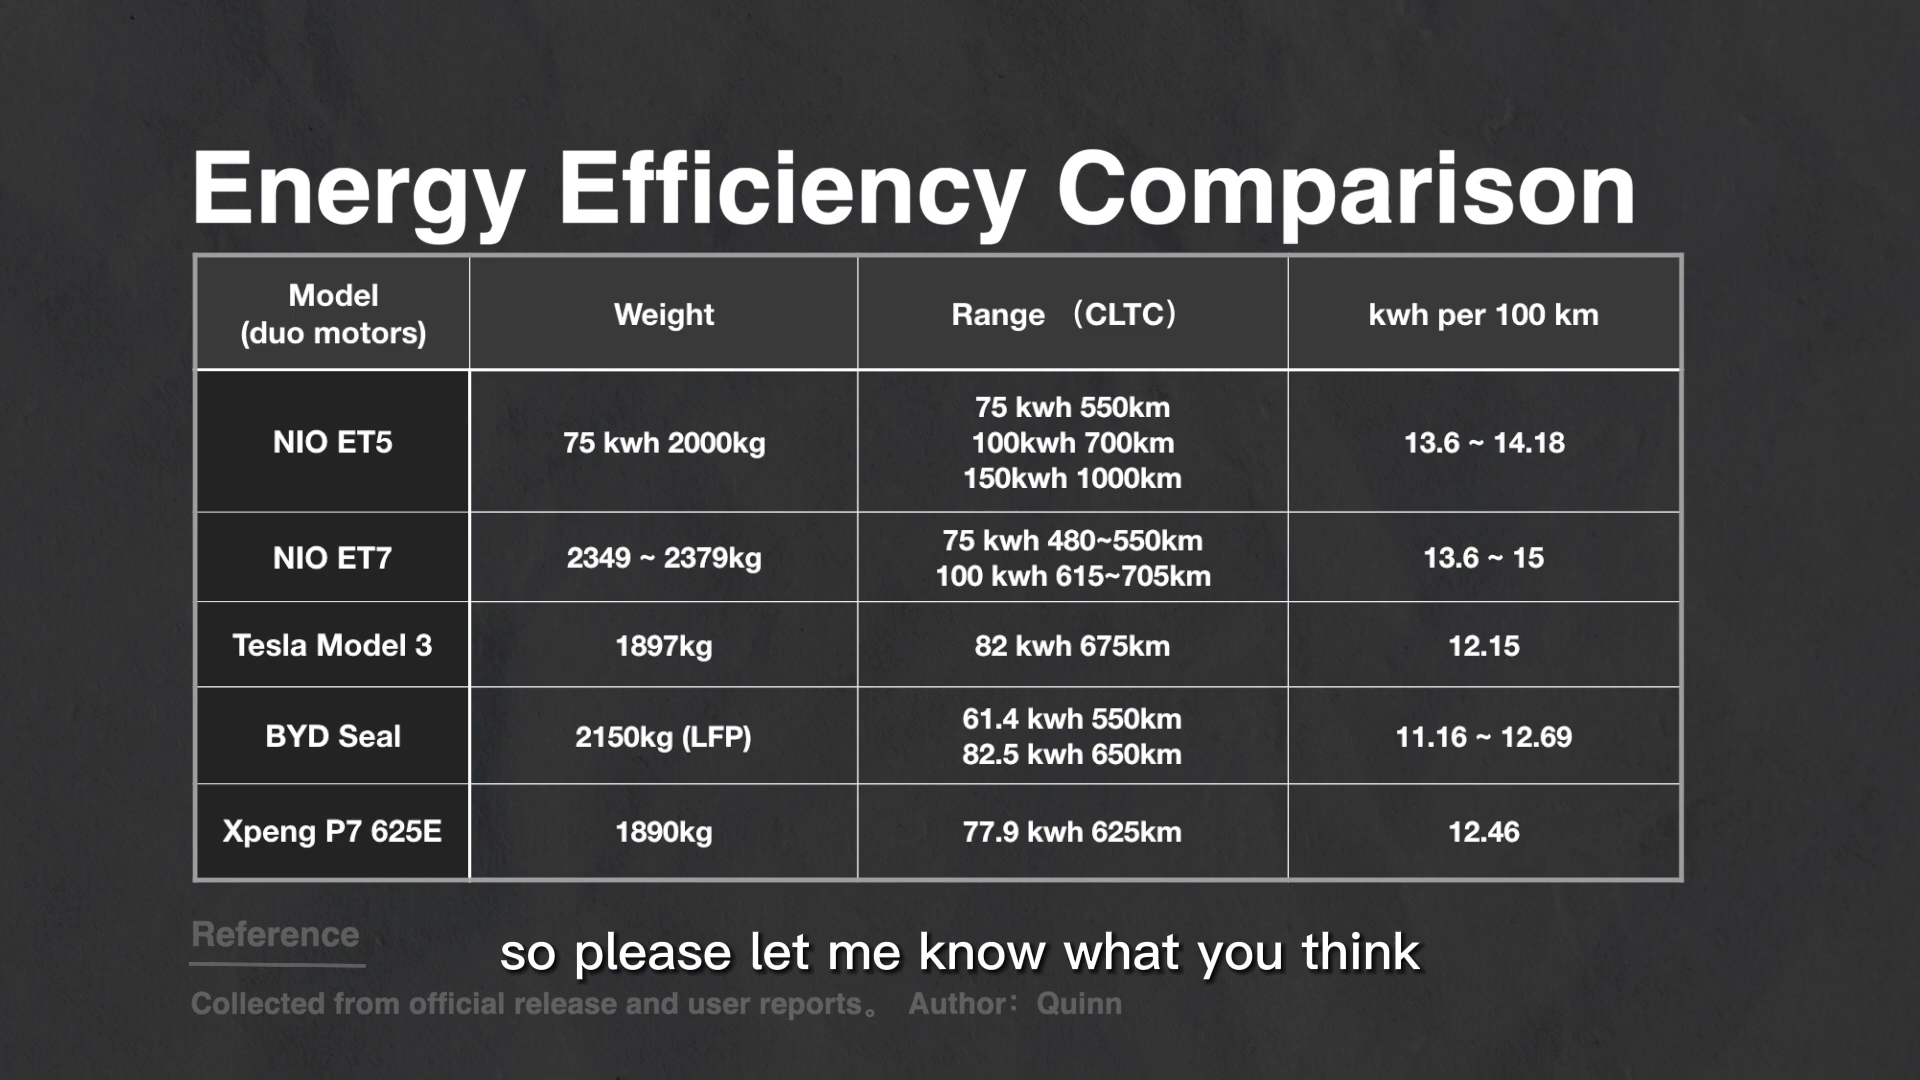 Energy Efficiency Comparison
Model
(duo motors)
Weight
Range （CLTC）
kwh per 100 km
NIO ET5
75 kwh 2000kg
75 kwh 550km
100kwh 700km
150kwh 1000km
13.6 ~ 14.18
NIO ET7
2349 ~ 2379kg
75 kwh 480~550km
100 kwh 615~705km
13.6 ~ 15
Tesla Model 3
1897kg
82 kwh 675km
12.15
BYD Seal
2150kg (LFP)
61.4 kwh 550km
82.5 kwh 650km
11.16 ~ 12.69
Xpeng P7 625E
1890kg
77.9 kwh 625km
12.46
Reference
so please let me know what you think
Collected from official release and user reports。 Author：Quinn